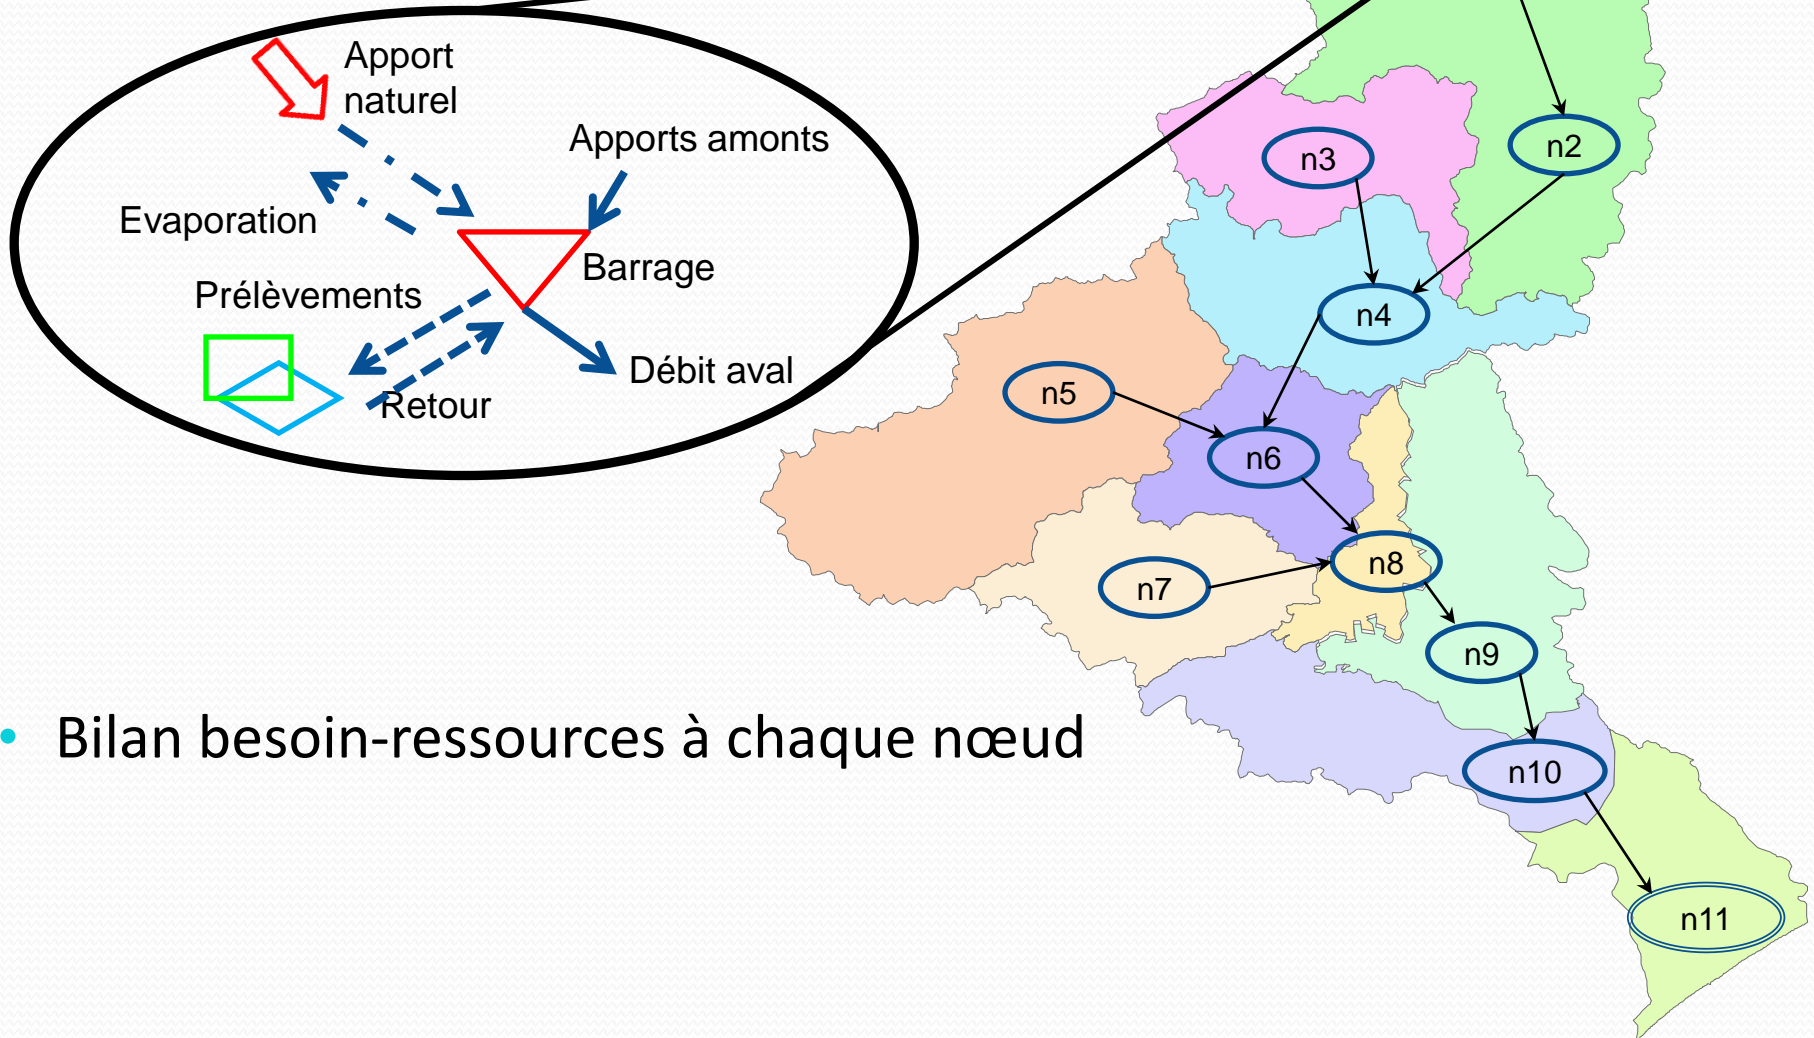 Apport
naturel
Apports amonts
Evaporation
Barrage
Prélèvements
Débit aval
Retour
n2
n3
n4
n5
n6
n7
n8
n9
n10
n11
• Bilan besoin-ressources à chaque nœud